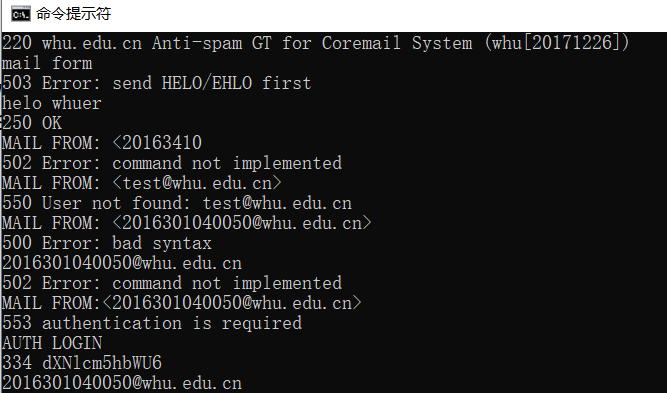 命令提示符
220 whu.edu.cn Anti-spam GT for Coremail System (whu[20171226])
mail form
503 Error: send HELO/EHLO first
helo whuer
250 OK
MAIL FROM: <20163410
502 Error: command not implemented
MAIL FROM: <test@whu.edu.cn>
550 User not found: test@whu.edu.cn
MAIL FROM: <2016301040050@whu.edu.cn>
500 Error: bad syntax
2016301040050@whu.edu.cn
502 Error: command not implemented
MAIL FROM:<2016301040050@whu.edu.cn>
553 authentication is required
AUTH LOGIN
334 dXNlcm5hbWU6
2016301040050@whu.edu.cn